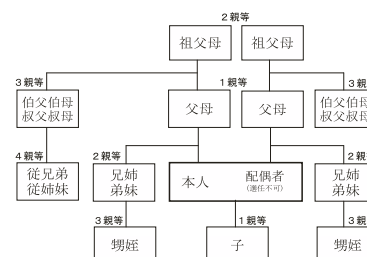 2親等
祖父母 祖父母
3親等 1親等 3親
伯父伯母 父母 父母 伯父伯母
叔父叔母 叔父叔母
4親等 2親等 2親
従兄弟 兄姉 本人 配偶者 兄姉
従姉妹 弟妹 (選任不可) 弟妹
3親等 1親等 3親
甥姪 子 甥姪